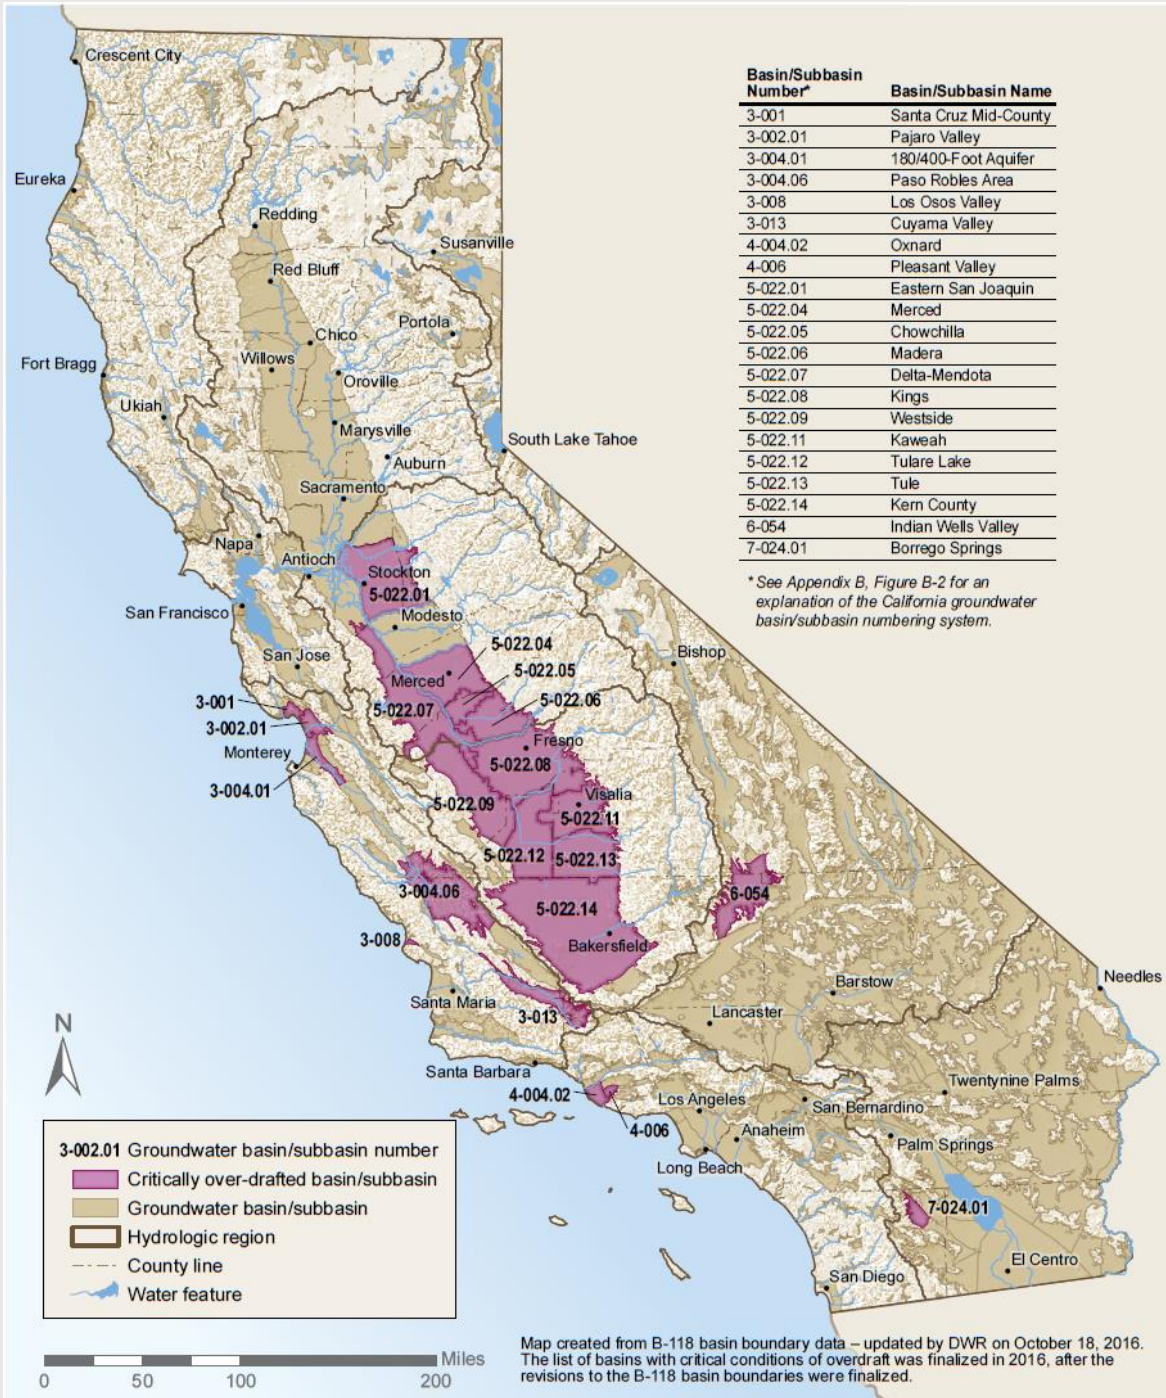 Crescent City
Eureka
Redding
Susanville
Red Bluff
Portola
Chico
Fort Bragg
Willows
Oroville
Ukiah
Marysville
South Lake Tahoe
Auburn
Sacramento
Napa
Antioch
Stockton
5-022.01
San Francisco
Modesto
5-022.04
Bishop
San Jose
5-022.05
Merced
3-001
5-022.06
5-022.07
3-002.01
Fresno
Monterey
5-022.08
3-004.01
Visalia
5-022.09
5-022.11
5-022.12
5-022.13
3-004.06
6-054
5-022.14
3-008
Bakersfield
Needles
Barstow
Santa Maria
Lancaster
3-013
Santa Barbara
Twentynine Palms
4-004.02
Los Angeles
San Bernardino
4-006
Anaheim
Palm Springs
Long Beach
7-024.01
El Centro
San Diego
Basin/Subbasin
Number* Basin/Subbasin Name
3-001 Santa Cruz Mid-County
3-002.01 Pajaro Valley
3-004.01 180/400-Foot Aquifer
3-004.06 Paso Robles Area
3-008 Los Osos Valley
3-013 Cuyama Valley
4-004.02 Oxnard
4-006 Pleasant Valley
5-022.01 Eastern San Joaquin
5-022.04 Merced
5-022.05 Chowchilla
5-022.06 Madera
5-022.07 Delta-Mendota
5-022.08 Kings
5-022.09 Westside
5-022.11 Kaweah
5-022.12 Tulare Lake
5-022.13 Tule
5-022.14 Kern County
6-054 Indian Wells Valley
7-024.01 Borrego Springs
* See Appendix B, Figure B-2 for an
explanation of the California groundwater
basin/subbasin numbering system.
N
3-002.01 Groundwater basin/subbasin number
Critically over-drafted basin/subbasin
Groundwater basin/subbasin
Hydrologic region
County line
Water feature
Miles
0 50 100 200
Map created from B-118 basin boundary data – updated by DWR on October 18, 2016.
The list of basins with critical conditions of overdraft was finalized in 2016, after the
revisions to the B-118 basin boundaries were finalized.